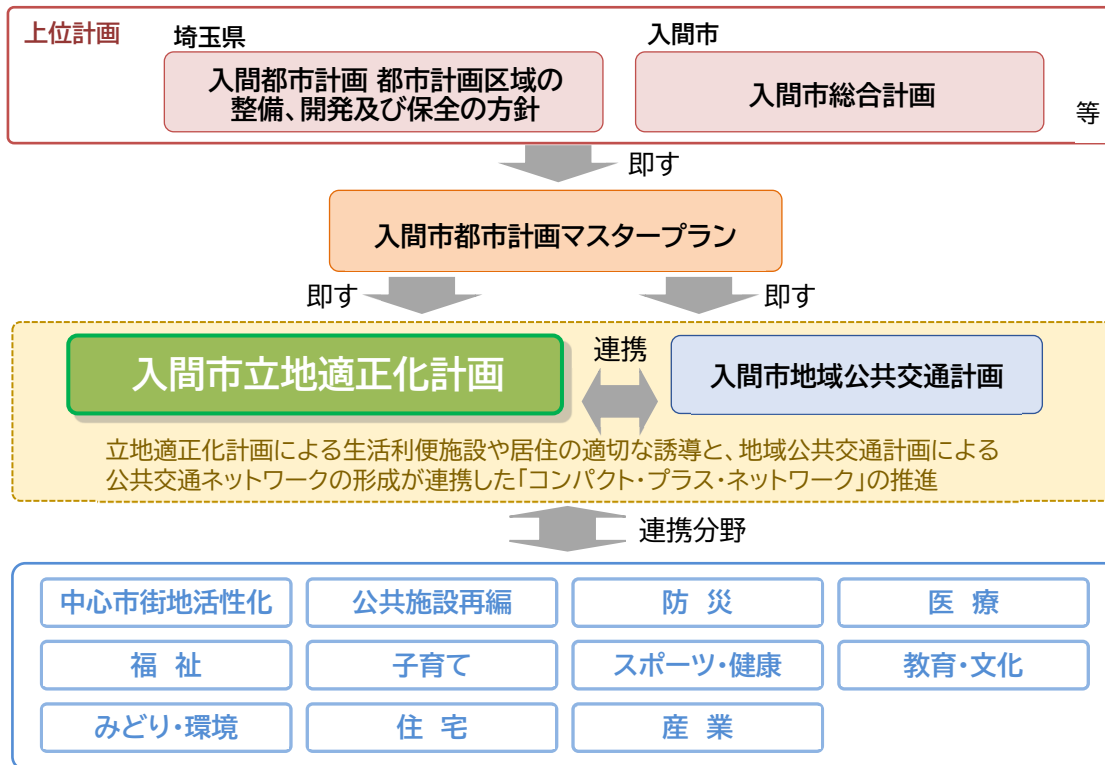 上位計画
埼玉県
入間都市計画 都市計画区域の
整備、開発及び保全の方針
入間市
入間市総合計画
等
即す
入間市都市計画マスタープラン
即す
即す
入間市立地適正化計画
連携
入間市地域公共交通計画
立地適正化計画による生活利便施設や居住の適切な誘導と、地域公共交通計画による
公共交通ネットワークの形成が連携した「コンパクト・プラス・ネットワーク」の推進
連携分野
中心市街地活性化
公共施設再編
防 災
医 療
福 祉
子育て
スポーツ・健康
教育・文化
みどり・環境
住 宅
産 業